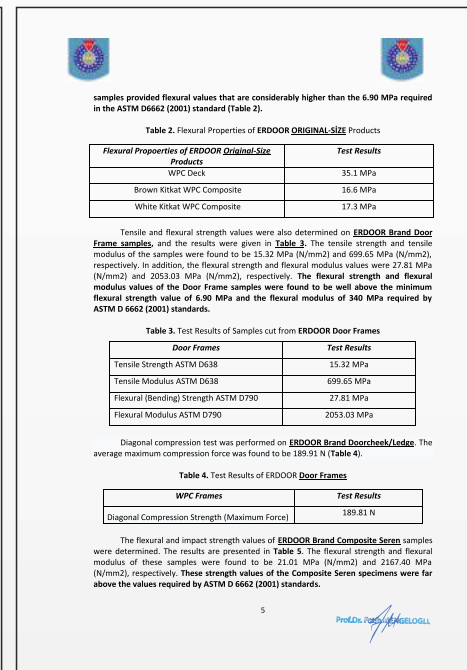 samples provided flexural values that are considerably higher than the 6.90 MPa required
in the ASTM D6662 (2001) standard (Table 2).
Table 2. Flexural Properties of ERDOOR ORIGINAL-SİZE Products
Flexural Propoerties of ERDOOR Original-Size
Products
Test Results
WPC Deck
35.1 MPa
Brown Kitkat WPC Composite
16.6 MPa
White Kitkat WPC Composite
17.3 MPa
Tensile and flexural strength values were also determined on ERDOOR Brand Door
Frame samples, and the results were given in Table 3. The tensile strength and tensile
modulus of the samples were found to be 15.32 MPa (N/mm2) and 699.65 MPa (N/mm2),
respectively. In addition, the flexural strength and flexural modulus values were 27.81 MPa
(N/mm2) and 2053.03 MPa (N/mm2), respectively. The flexural strength and flexural
modulus values of the Door Frame samples were found to be well above the minimum
flexural strength value of 6.90 MPa and the flexural modulus of 340 MPa required by
ASTM D 6662 (2001) standards.
Table 3. Test Results of Samples cut from ERDOOR Door Frames
Door Frames
Test Results
Tensile Strength ASTM D638
15.32 MPa
Tensile Modulus ASTM D638
699.65 MPa
Flexural (Bending) Strength ASTM D790
27.81 MPa
Flexural Modulus ASTM D790
2053.03 MPa
Diagonal compression test was performed on ERDOOR Brand Doorcheek/Ledge. The
average maximum compression force was found to be 189.91 N (Table 4).
Table 4. Test Results of ERDOOR Door Frames
WPC Frames
Test Results
Diagonal Compression Strength (Maximum Force)
189.81 N
The flexural and impact strength values of ERDOOR Brand Composite Seren samples
were determined. The results are presented in Table 5. The flexural strength and flexural
modulus of these samples were found to be 21.01 MPa (N/mm2) and 2167.40 MPa
(N/mm2), respectively. These strength values of the Composite Seren specimens were far
above the values required by ASTM D 6662 (2001) standards.
5
Prof.Dr.